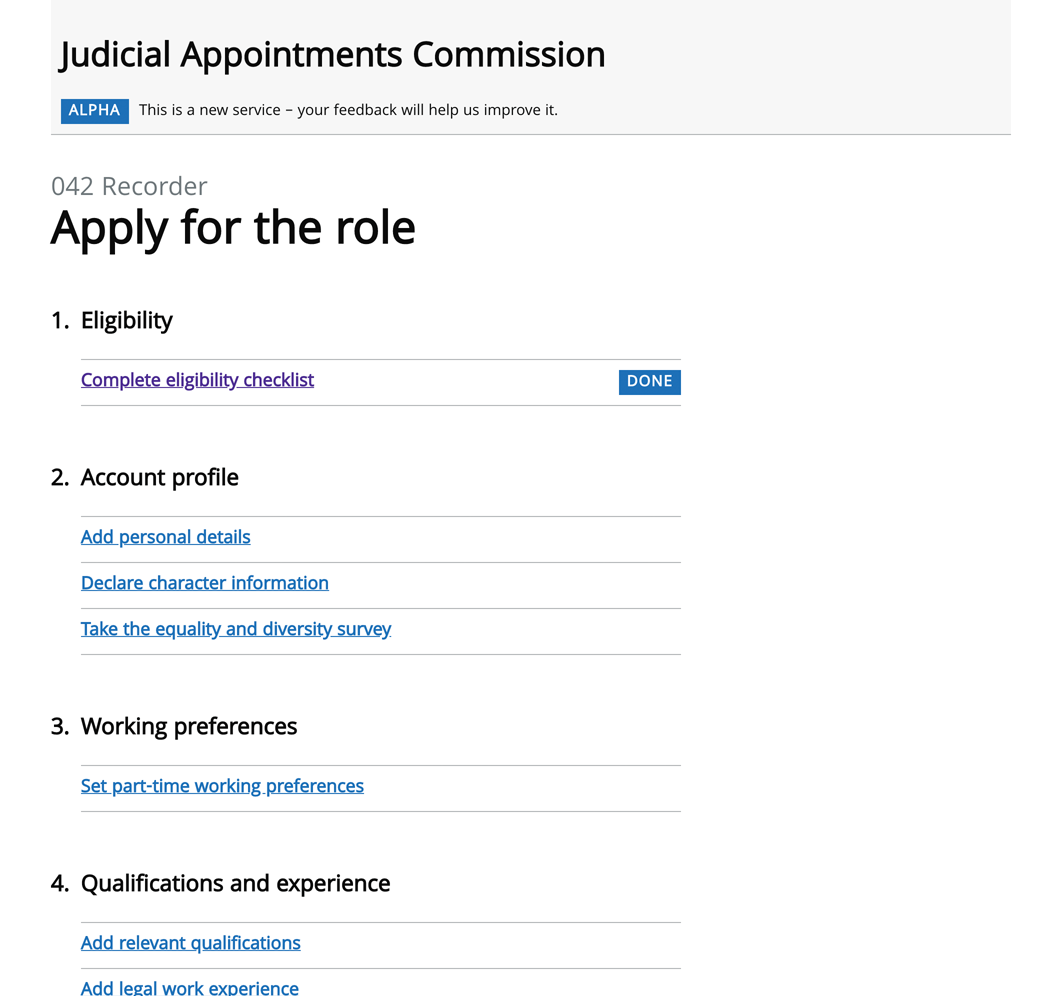 Judicial Appointments Commission
ALPHA This is a new service – your feedback will help us improve it.
042 Recorder
Apply for the role
1. Eligibility
Complete eligibility checklist DONE
2. Account profile
Add personal details
Declare character information
Take the equality and diversity survey
3. Working preferences
Set part-time working preferences
4. Qualifications and experience
Add relevant qualifications
Add legal work experience